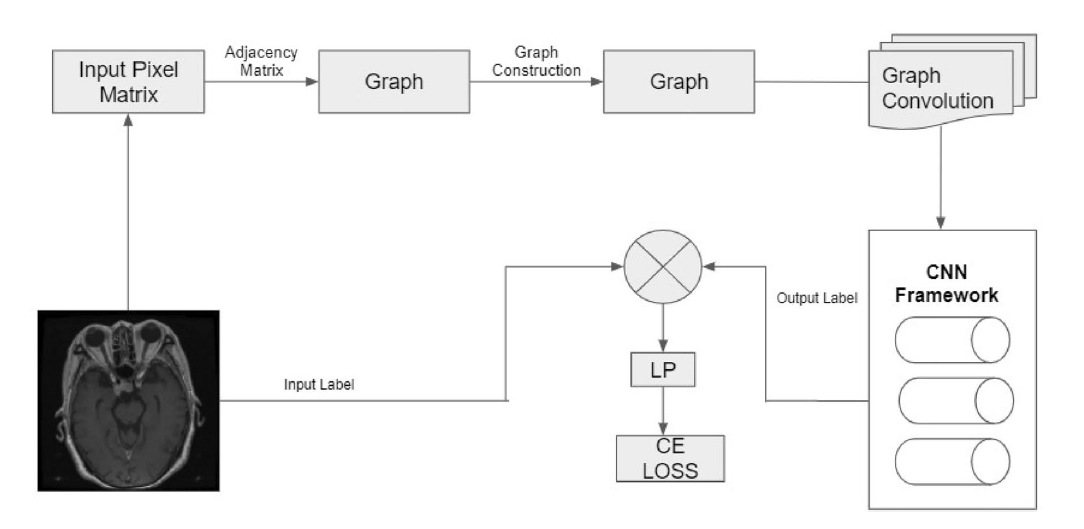 Input Pixel
Matrix
Adjacency
Matrix
Graph
Graph
Construction
Graph
Graph
Convolution
CNN
Framework
Output Label
Input Label
LP
CE
LOSS